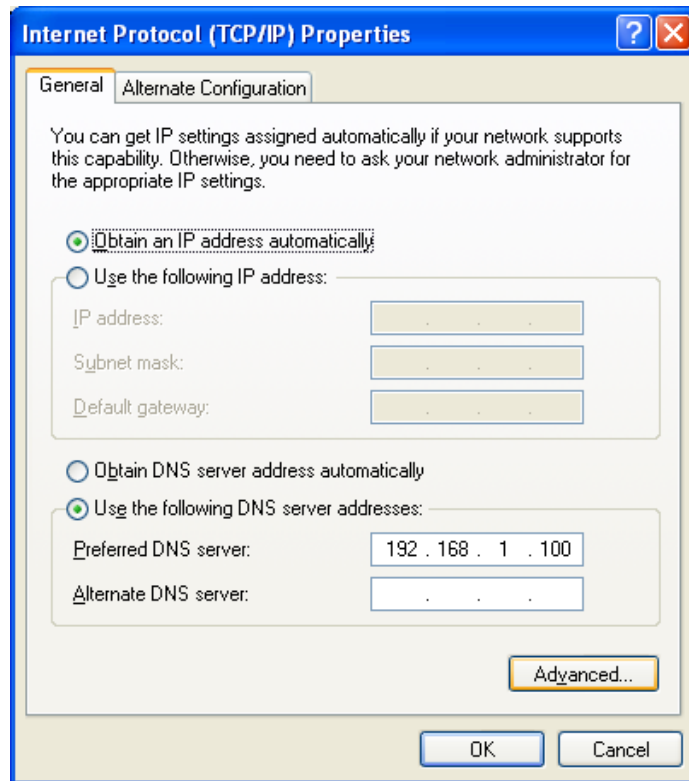 Internet Protocol (TCP/IP) Properties
General Alternate Configuration
You can get IP settings assigned automatically if your network supports
this capability. Otherwise, you need to ask your network administrator for
the appropriate IP settings.
Obtain an IP address automatically
Use the following IP address:
IP address: . . .
Subnet mask: . . .
Default gateway: . . .
Obtain DNS server address automatically
Use the following DNS server addresses:
Preferred DNS server: 192 . 168 . 1 . 100
Alternate DNS server: . . .
Advanced...
OK Cancel